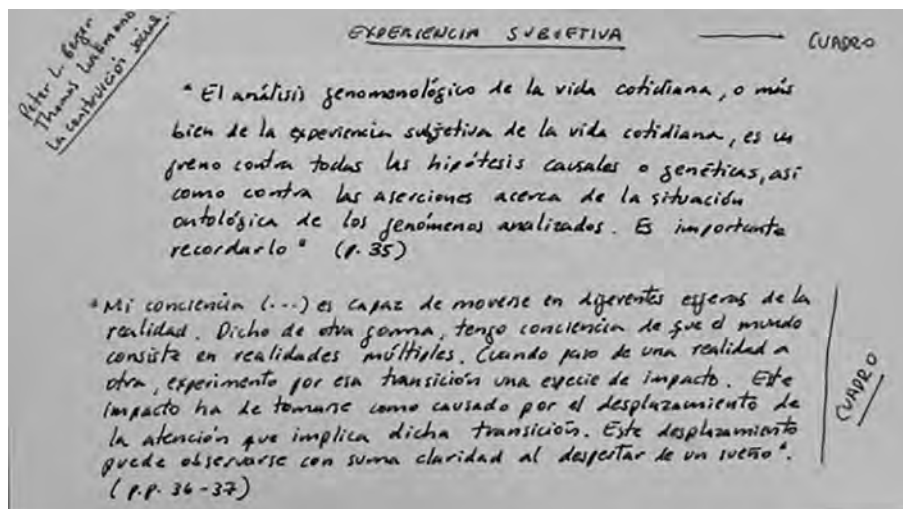 Peter L. Berger
Thomas Luckmann
La construcción social
EXPERIENCIA SUBJETIVA
CUADRO
"El análisis fenomenológico de la vida cotidiana, o más
bien de la experiencia subjetiva de la vida cotidiana, es un
freno contra todas las hipótesis causales o genéticas, así
como contra las aserciones acerca de la situación
ontológica de los fenómenos analizados. Es importante
recordarlo" (p. 35)
"Mi conciencia (...) es capaz de moverse en diferentes esferas de la
realidad. Dicho de otra forma, tengo conciencia de que el mundo
consiste en realidades múltiples. Cuando paso de una realidad a
otra, experimento por esa transición una especie de impacto. Este
impacto ha de tomarse como causado por el desplazamiento de
la atención que implica dicha transición. Este desplazamiento
puede observarse con suma claridad al despertar de un sueño".
(p.p. 36-37)
CUADRO